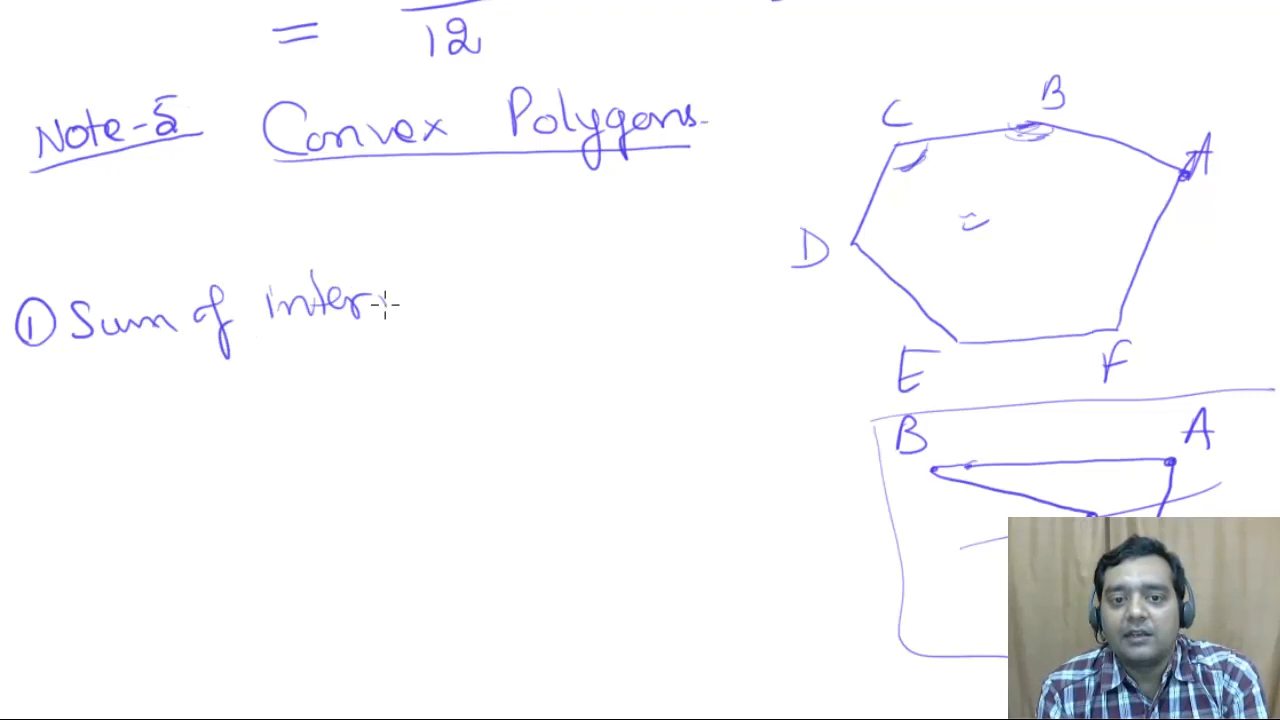 = 12
Note-5 Convex Polygons.
B
C
A
D
① Sum of inter
E
F
B
A